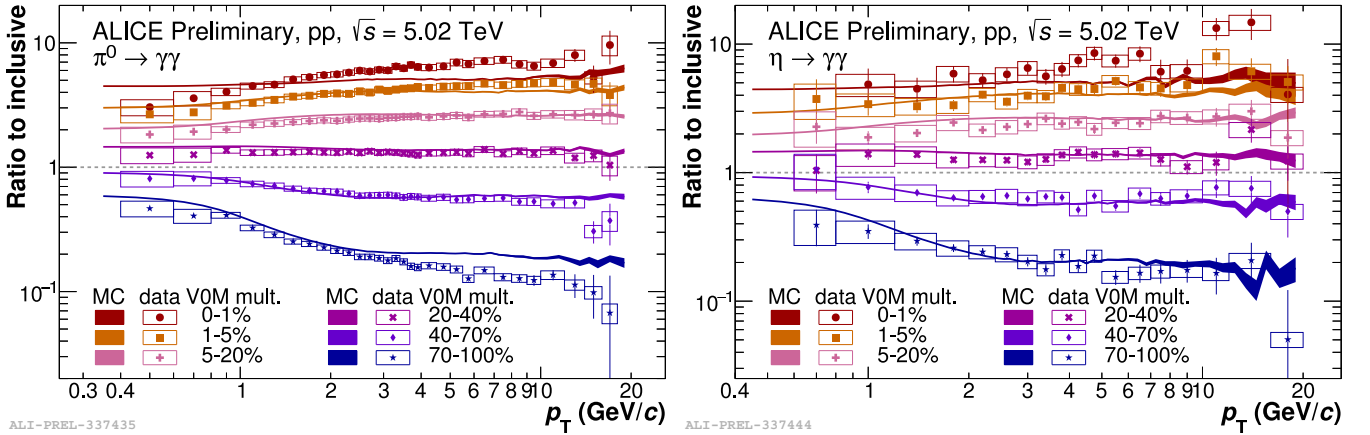 ALICE Preliminary, pp, √s = 5.02 TeV
π⁰ → γγ
Ratio to inclusive
10
1
10⁻¹
MC data V0M mult.
0-1%
1-5%
5-20%
MC data V0M mult.
20-40%
40-70%
70-100%
0.3 0.4 1 2 3 4 5 6 7 8 910 20
p_T (GeV/c)
ALI-PREL-337435
ALICE Preliminary, pp, √s = 5.02 TeV
η → γγ
Ratio to inclusive
10
1
10⁻¹
MC data V0M mult.
0-1%
1-5%
5-20%
MC data V0M mult.
20-40%
40-70%
70-100%
0.4 1 2 3 4 5 6 7 8 910 20
p_T (GeV/c)
ALI-PREL-337444